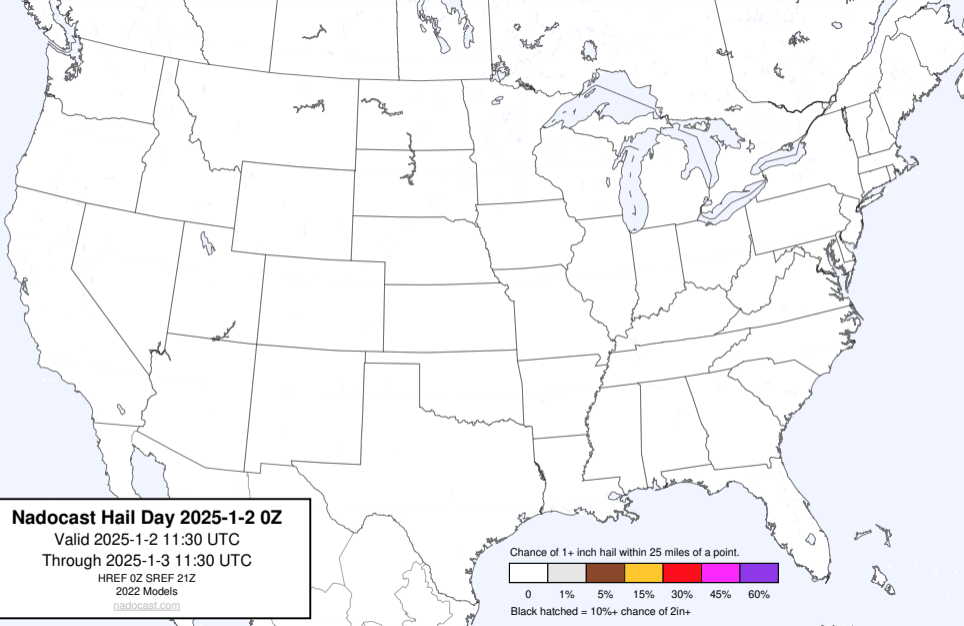 Nadocast Hail Day 2025-1-2 0Z
Valid 2025-1-2 11:30 UTC
Through 2025-1-3 11:30 UTC
HREF 0Z SREF 21Z
2022 Models
nadocast.com
Chance of 1+ inch hail within 25 miles of a point.
0 1% 5% 15% 30% 45% 60%
Black hatched = 10%+ chance of 2in+